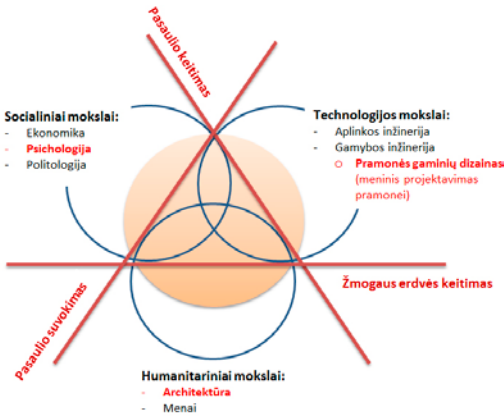 Pasaulio keitimas
Socialiniai mokslai:
- Ekonomika
- Psichologija
- Politologija
Technologijos mokslai:
- Aplinkos inžinerija
- Gamybos inžinerija
o Pramonės gaminių dizainas
(meninis projektavimas
pramonei)
Žmogaus erdvės keitimas
Pasaulio suvokimas
Humanitariniai mokslai:
- Architektūra
- Menai